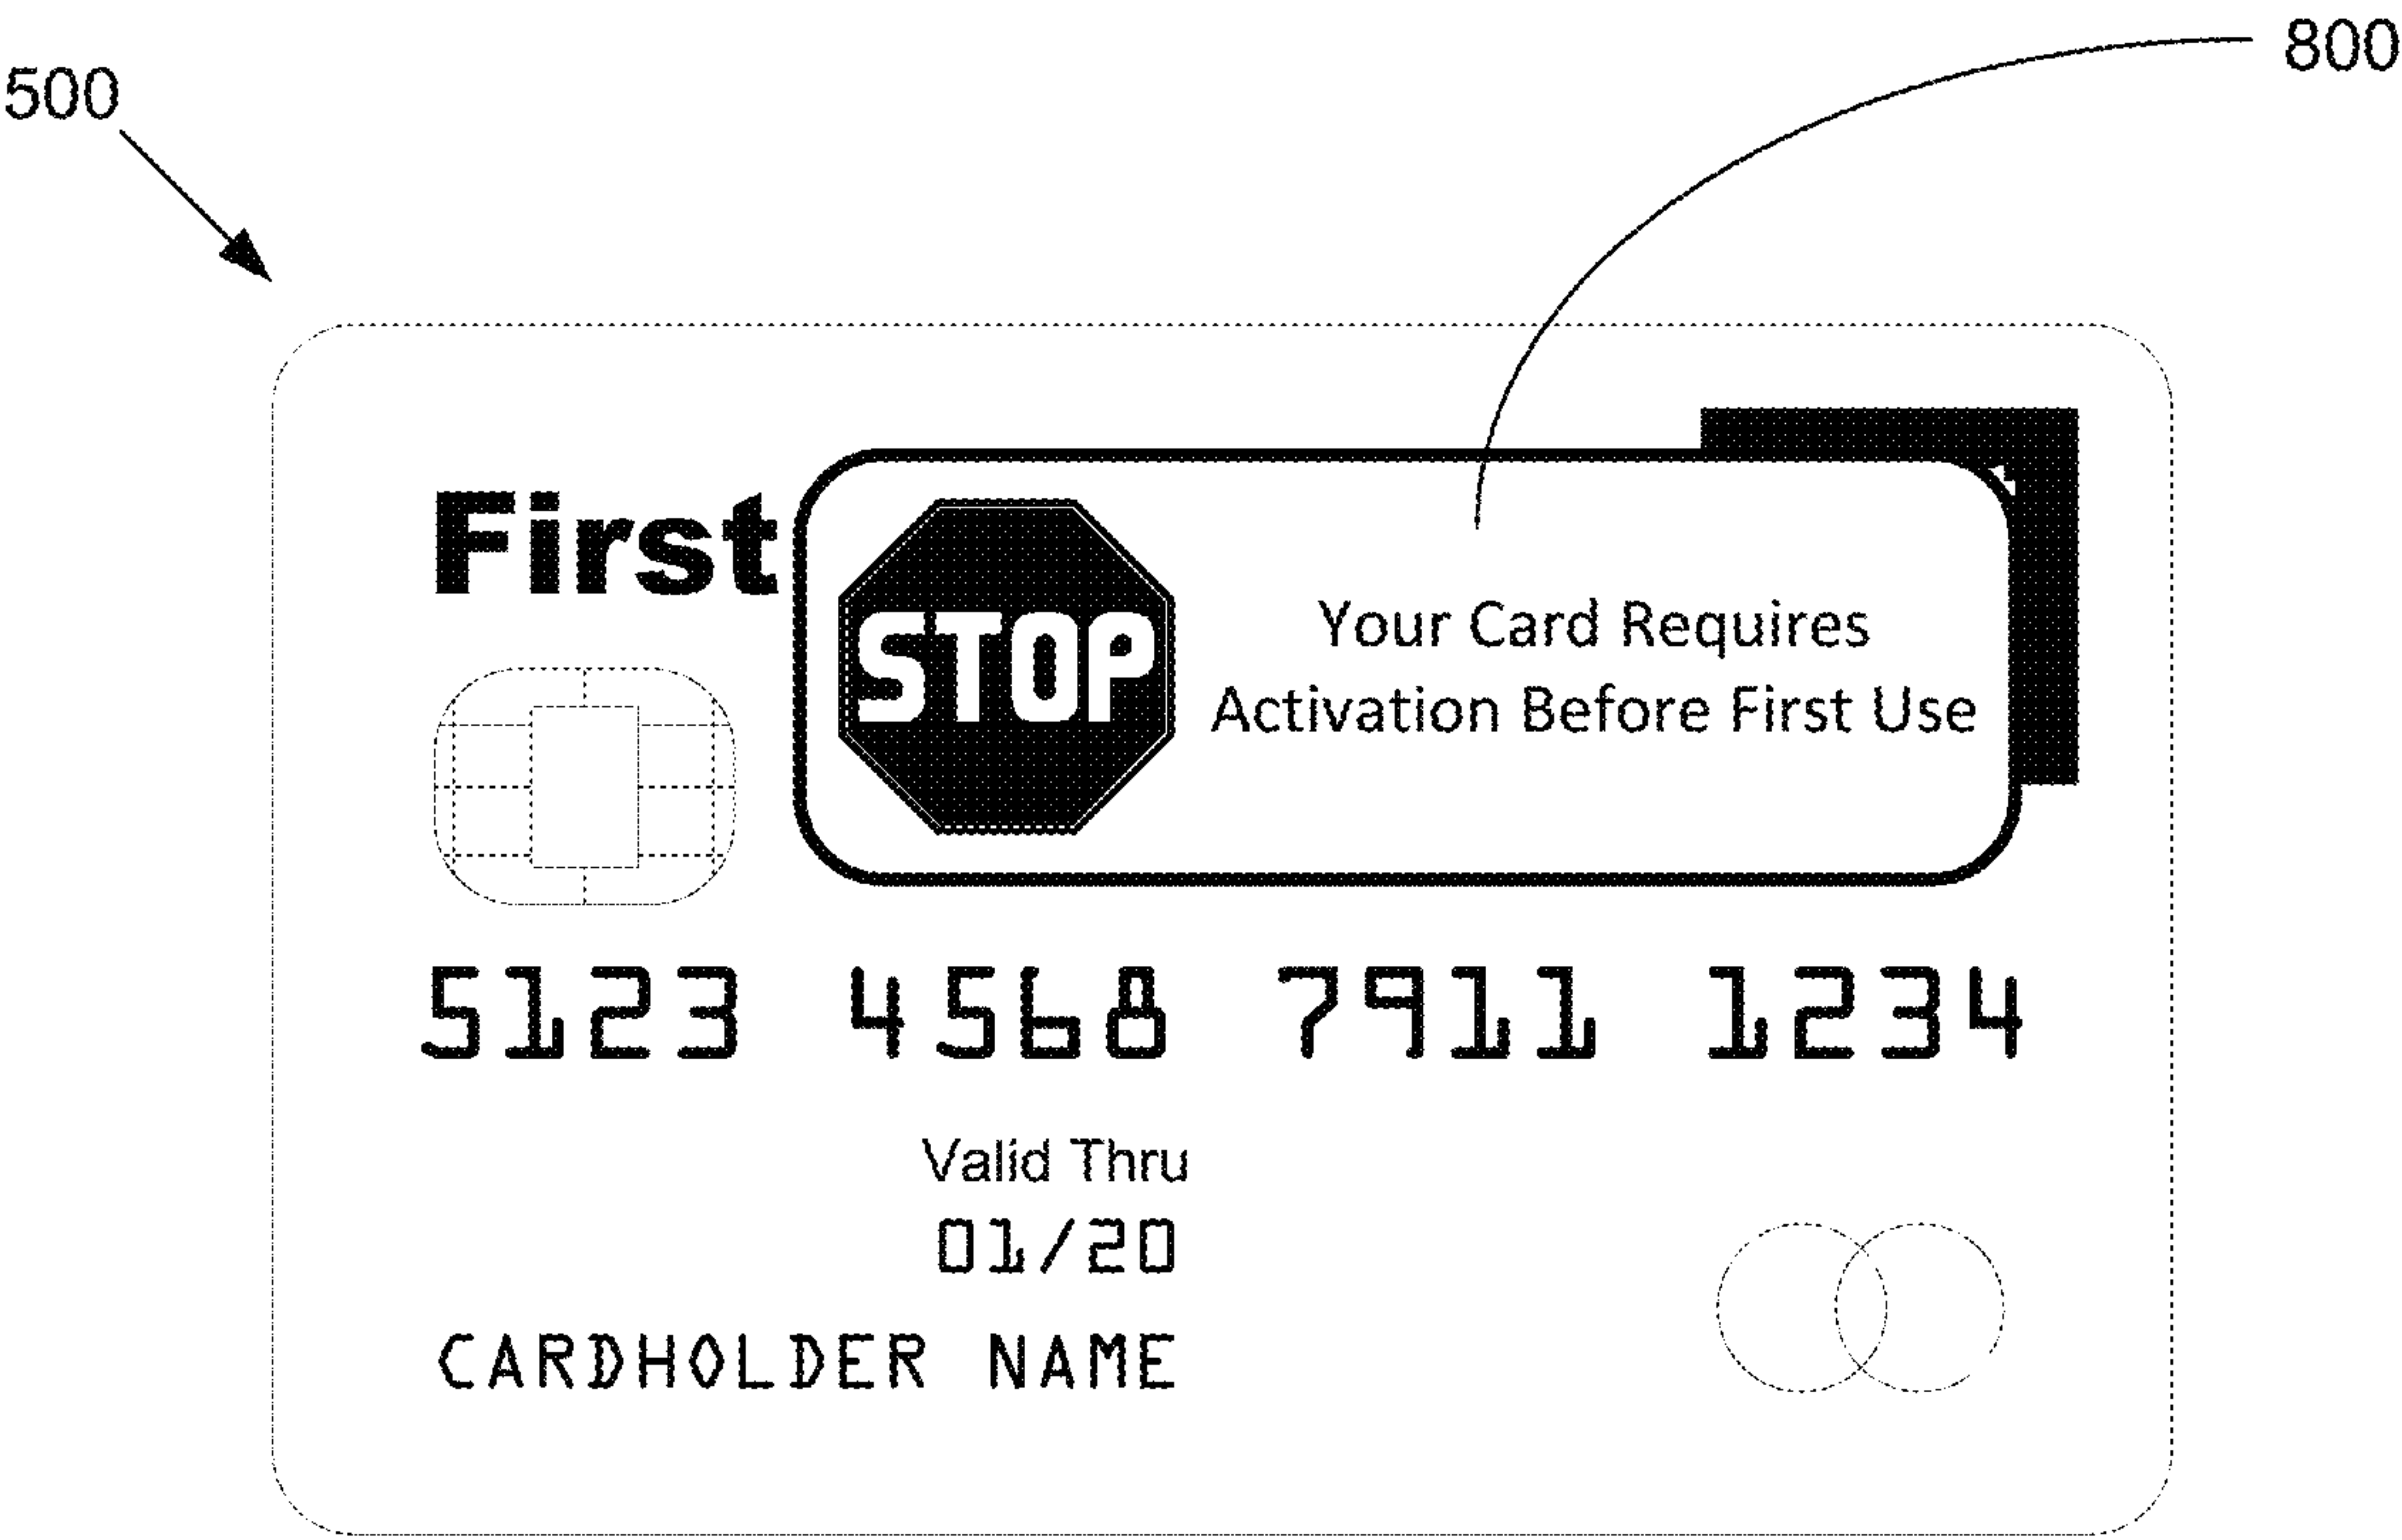 500
800
First
STOP
Your Card Requires
Activation Before First Use
5123 4568 7911 1234
Valid Thru
01/20
CARDHOLDER NAME